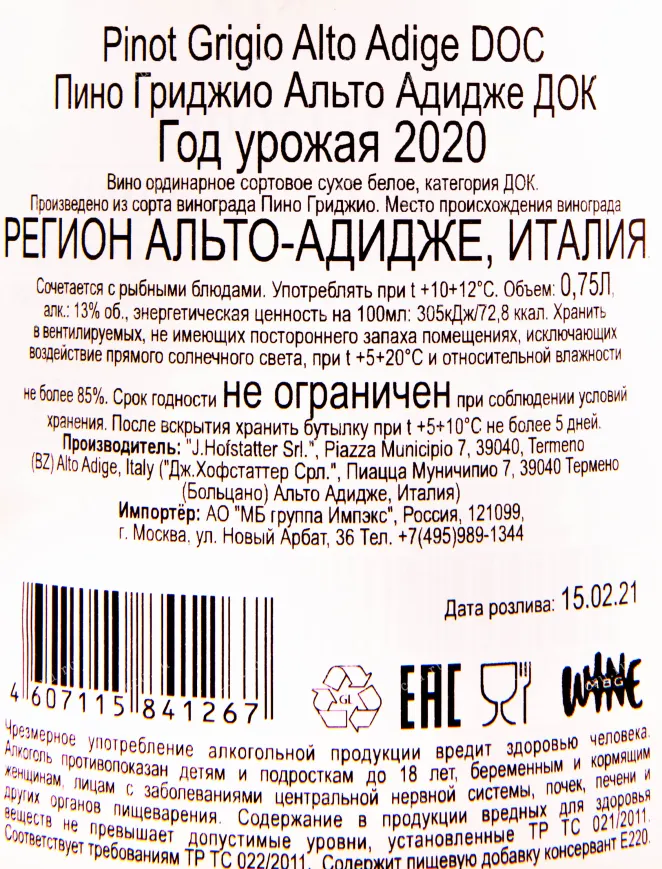 Pinot Grigio Alto Adige DOC
Пино Гриджио Альто Адидже ДОК
Год урожая 2020
Вино ординарное сортовое сухое белое, категория ДОК.
Произведено из сорта винограда Пино Гриджио. Место происхождения винограда
РЕГИОН АЛЬТО-АДИДЖЕ, ИТАЛИЯ.
Сочетается с рыбными блюдами. Употреблять при t +10+12°C. Объем: 0,75Л,
алк.: 13% об., энергетическая ценность на 100мл: 305кДж/72,8 ккал. Хранить
в вентилируемых, не имеющих постороннего запаха помещениях, исключающих
воздействие прямого солнечного света, при t +5+20°C и относительной влажности
не более 85%. Срок годности не ограничен при соблюдении условий
хранения. После вскрытия хранить бутылку при t +5+10°C не более 5 дней.
Производитель: "J.Hofstatter Srl.", Piazza Municipio 7, 39040, Termeno
(BZ) Alto Adige, Italy ("Дж.Хофстаттер Срл.", Пиацца Муничипио 7, 39040 Термено
(Больцано) Альто Адидже, Италия)
Импортёр: АО "МБ группа Импэкс", Россия, 121099,
г. Москва, ул. Новый Арбат, 36 Тел. +7(495)989-1344
Дата розлива: 15.02.21
4 607115 841267
GL
EAC
WINE
MBG
Чрезмерное употребление алкогольной продукции вредит здоровью человека.
Алкоголь противопоказан детям и подросткам до 18 лет, беременным и кормящим
женщинам, лицам с заболеваниями центральной нервной системы, почек, печени и
других органов пищеварения. Содержание в продукции вредных для здоровья
веществ не превышает допустимые уровни, установленные ТР ТС 021/2011.
Соответствует требованиям ТР ТС 022/2011. Содержит пищевую добавку консервант Е220.